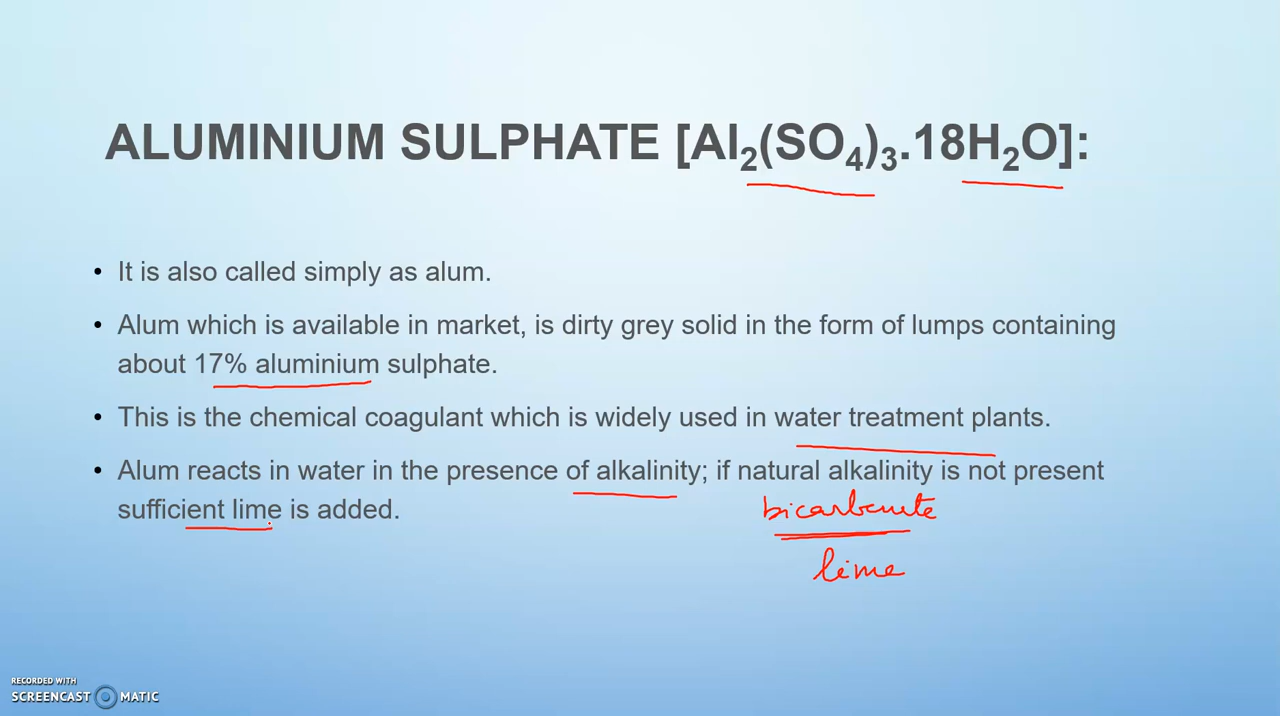 ALUMINIUM SULPHATE [Al₂(SO₄)₃.18H₂O]:
• It is also called simply as alum.
• Alum which is available in market, is dirty grey solid in the form of lumps containing
about 17% aluminium sulphate.
• This is the chemical coagulant which is widely used in water treatment plants.
• Alum reacts in water in the presence of alkalinity; if natural alkalinity is not present
sufficient lime is added.
bicarbonate
lime
RECORDED WITH
SCREENCAST MATIC